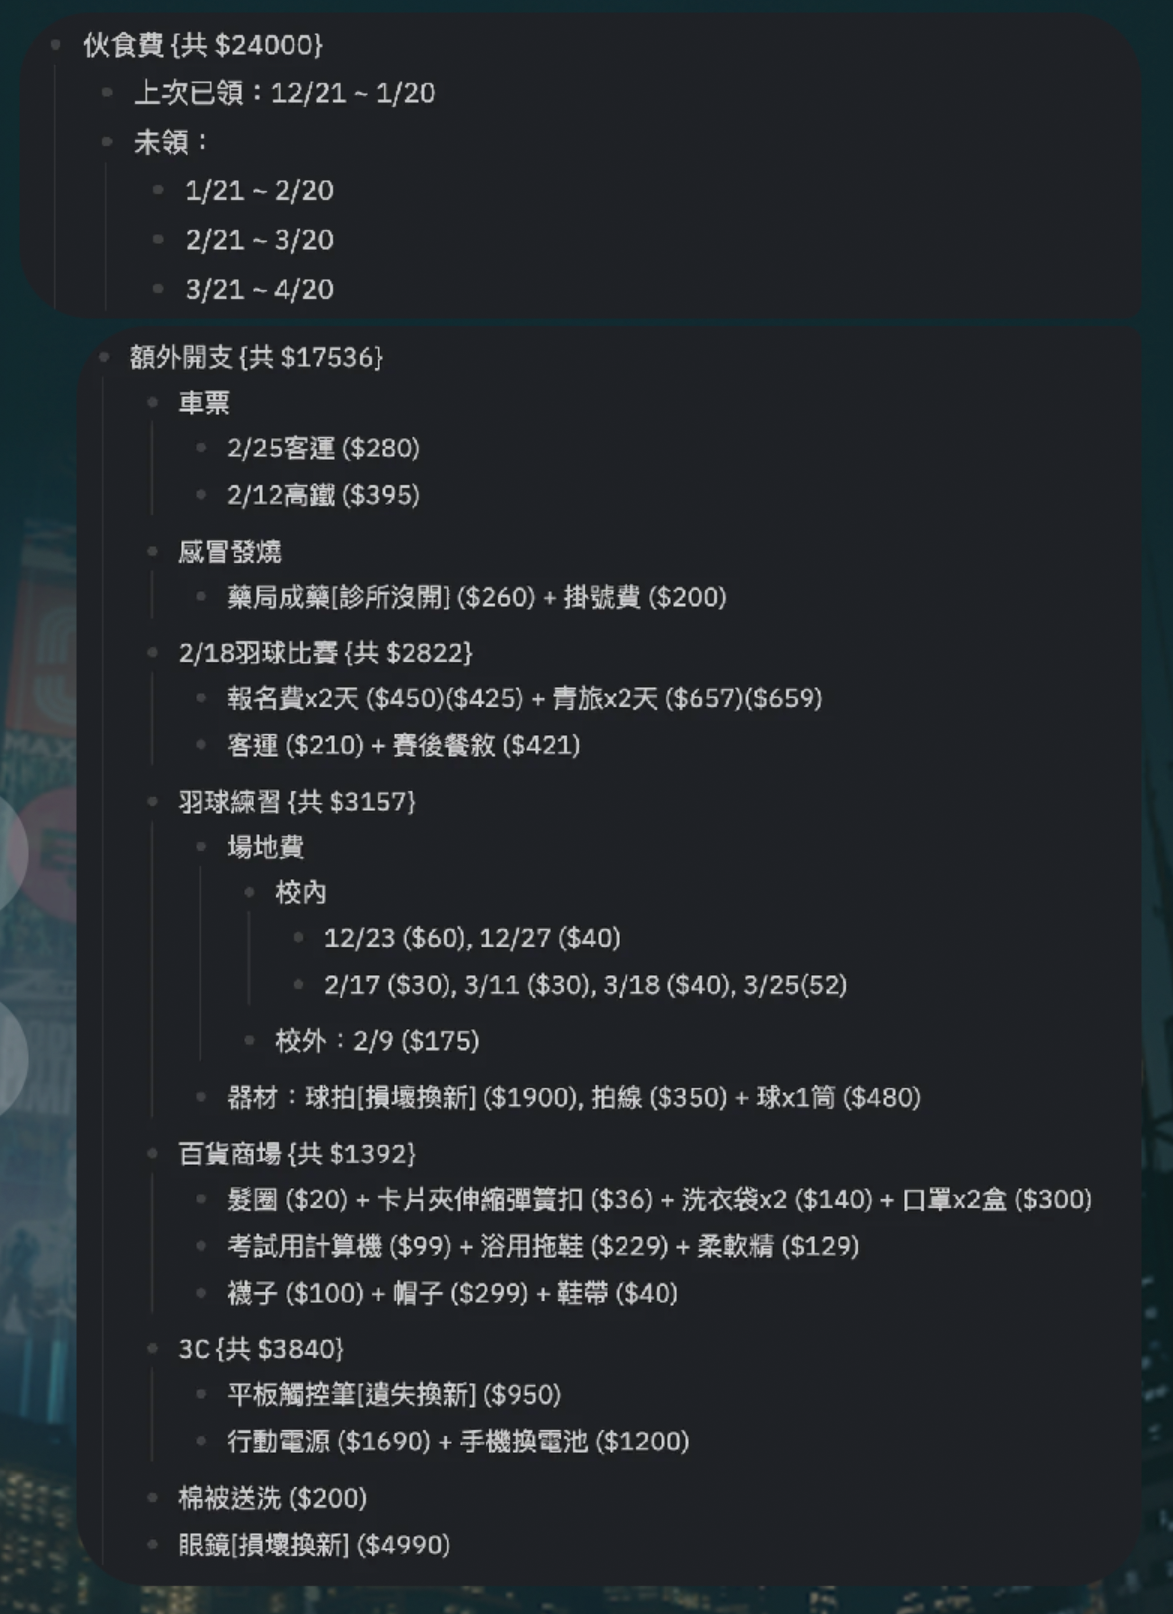 伙食費 {共 $24000}
上次已領：12/21 ~ 1/20
未領：
1/21 ~ 2/20
2/21 ~ 3/20
3/21 ~ 4/20
額外開支 {共 $17536}
車票
2/25客運 ($280)
2/12高鐵 ($395)
感冒發燒
藥局成藥[診所沒開] ($260) + 掛號費 ($200)
2/18羽球比賽 {共 $2822}
報名費x2天 ($450)($425) + 青旅x2天 ($657)($659)
客運 ($210) + 賽後餐敘 ($421)
羽球練習 {共 $3157}
場地費
校內
12/23 ($60), 12/27 ($40)
2/17 ($30), 3/11 ($30), 3/18 ($40), 3/25(52)
校外：2/9 ($175)
器材：球拍[損壞換新] ($1900), 拍線 ($350) + 球x1筒 ($480)
百貨商場 {共 $1392}
髮圈 ($20) + 卡片夾伸縮彈簧扣 ($36) + 洗衣袋x2 ($140) + 口罩x2盒 ($300)
考試用計算機 ($99) + 浴用拖鞋 ($229) + 柔軟精 ($129)
襪子 ($100) + 帽子 ($299) + 鞋帶 ($40)
3C {共 $3840}
平板觸控筆[遺失換新] ($950)
行動電源 ($1690) + 手機換電池 ($1200)
棉被送洗 ($200)
眼鏡[損壞換新] ($4990)
MAX